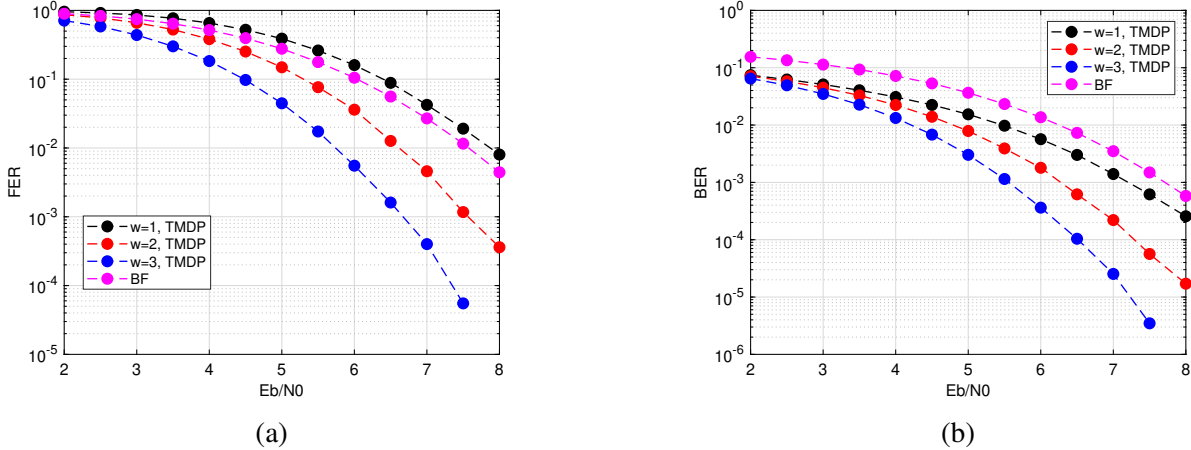 10^0
10^-1
10^-2
10^-3
10^-4
10^-5
FER
2 3 4 5 6 7 8
Eb/N0
w=1, TMDP
w=2, TMDP
w=3, TMDP
BF
(a)
10^0
10^-1
10^-2
10^-3
10^-4
10^-5
10^-6
BER
2 3 4 5 6 7 8
Eb/N0
w=1, TMDP
w=2, TMDP
w=3, TMDP
BF
(b)